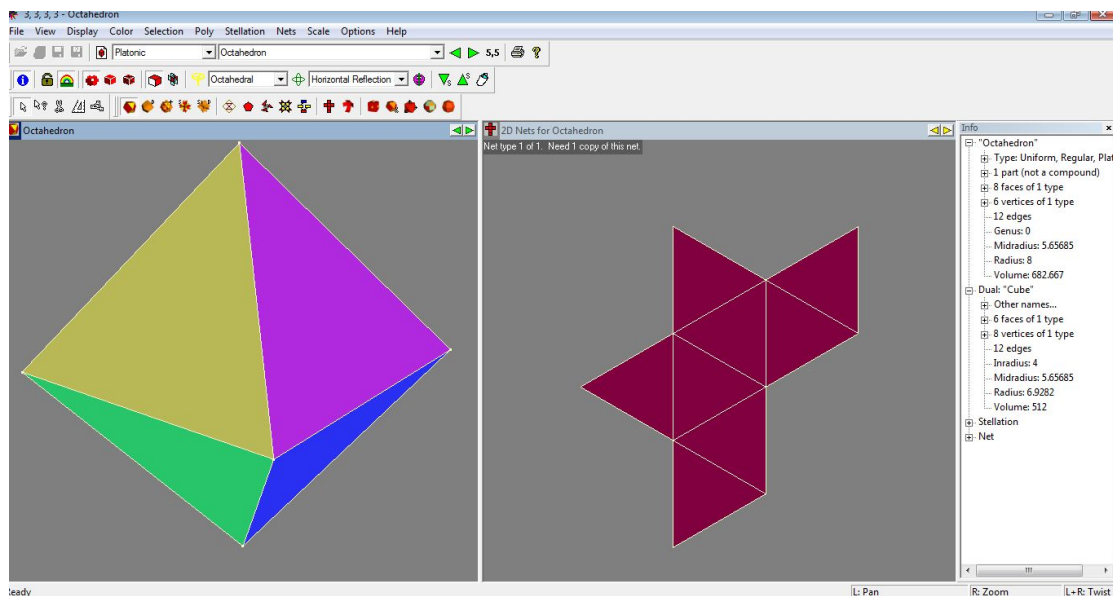 3, 3, 3, 3 - Octahedron
File View Display Color Selection Poly Stellation Nets Scale Options Help
Platonic Octahedron 5,5
Octahedral Horizontal Reflection
Octahedron
2D Nets for Octahedron
Net type 1 of 1. Need 1 copy of this net.
Info
"Octahedron"
Type: Uniform, Regular, Plat
1 part (not a compound)
8 faces of 1 type
6 vertices of 1 type
12 edges
Genus: 0
Midradius: 5.65685
Radius: 8
Volume: 682.667
Dual: "Cube"
Other names...
6 faces of 1 type
8 vertices of 1 type
12 edges
Inradius: 4
Midradius: 5.65685
Radius: 6.9282
Volume: 512
Stellation
Net
Ready L: Pan R: Zoom L+R: Twist